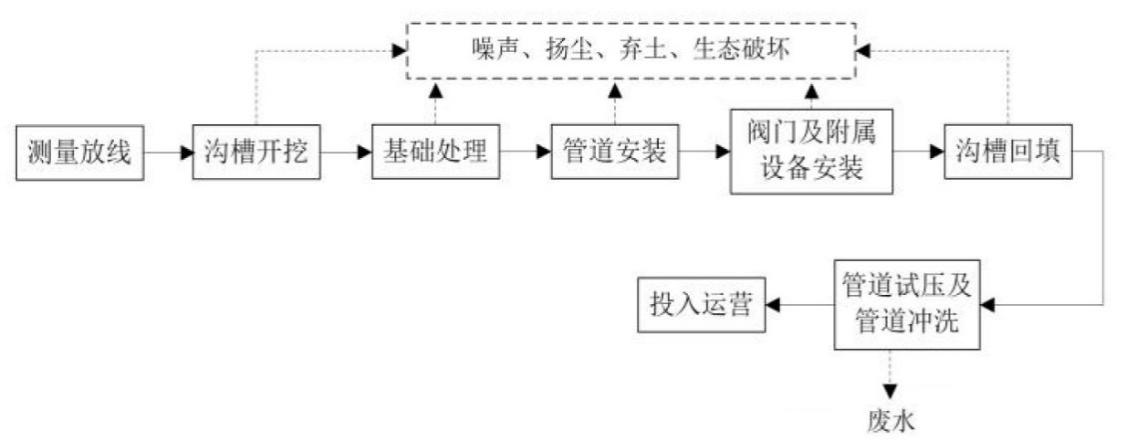 噪声、扬尘、弃土、生态破坏
测量放线
沟槽开挖
基础处理
管道安装
阀门及附属
设备安装
沟槽回填
管道试压及
管道冲洗
投入运营
废水